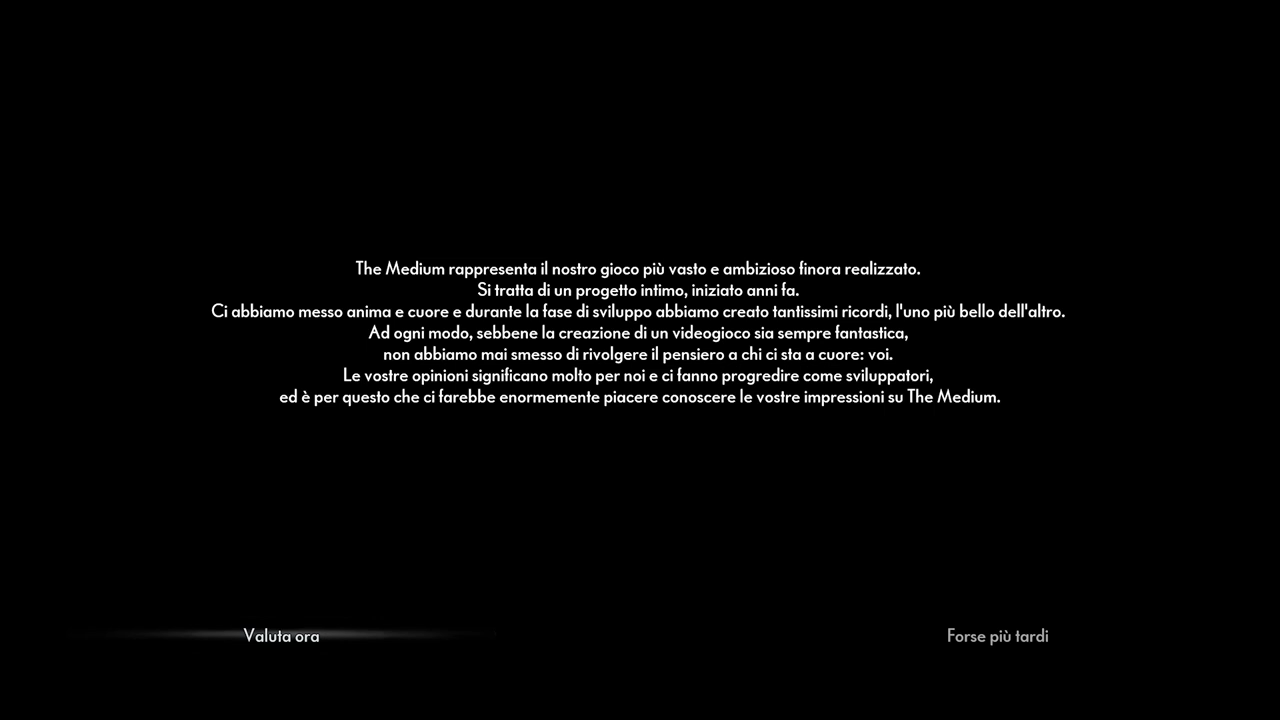 The Medium rappresenta il nostro gioco più vasto e ambizioso finora realizzato.
Si tratta di un progetto intimo, iniziato anni fa.
Ci abbiamo messo anima e cuore e durante la fase di sviluppo abbiamo creato tantissimi ricordi, l'uno più bello dell'altro.
Ad ogni modo, sebbene la creazione di un videogioco sia sempre fantastica,
non abbiamo mai smesso di rivolgere il pensiero a chi ci sta a cuore: voi.
Le vostre opinioni significano molto per noi e ci fanno progredire come sviluppatori,
ed è per questo che ci farebbe enormemente piacere conoscere le vostre impressioni su The Medium.
Valuta ora
Forse più tardi